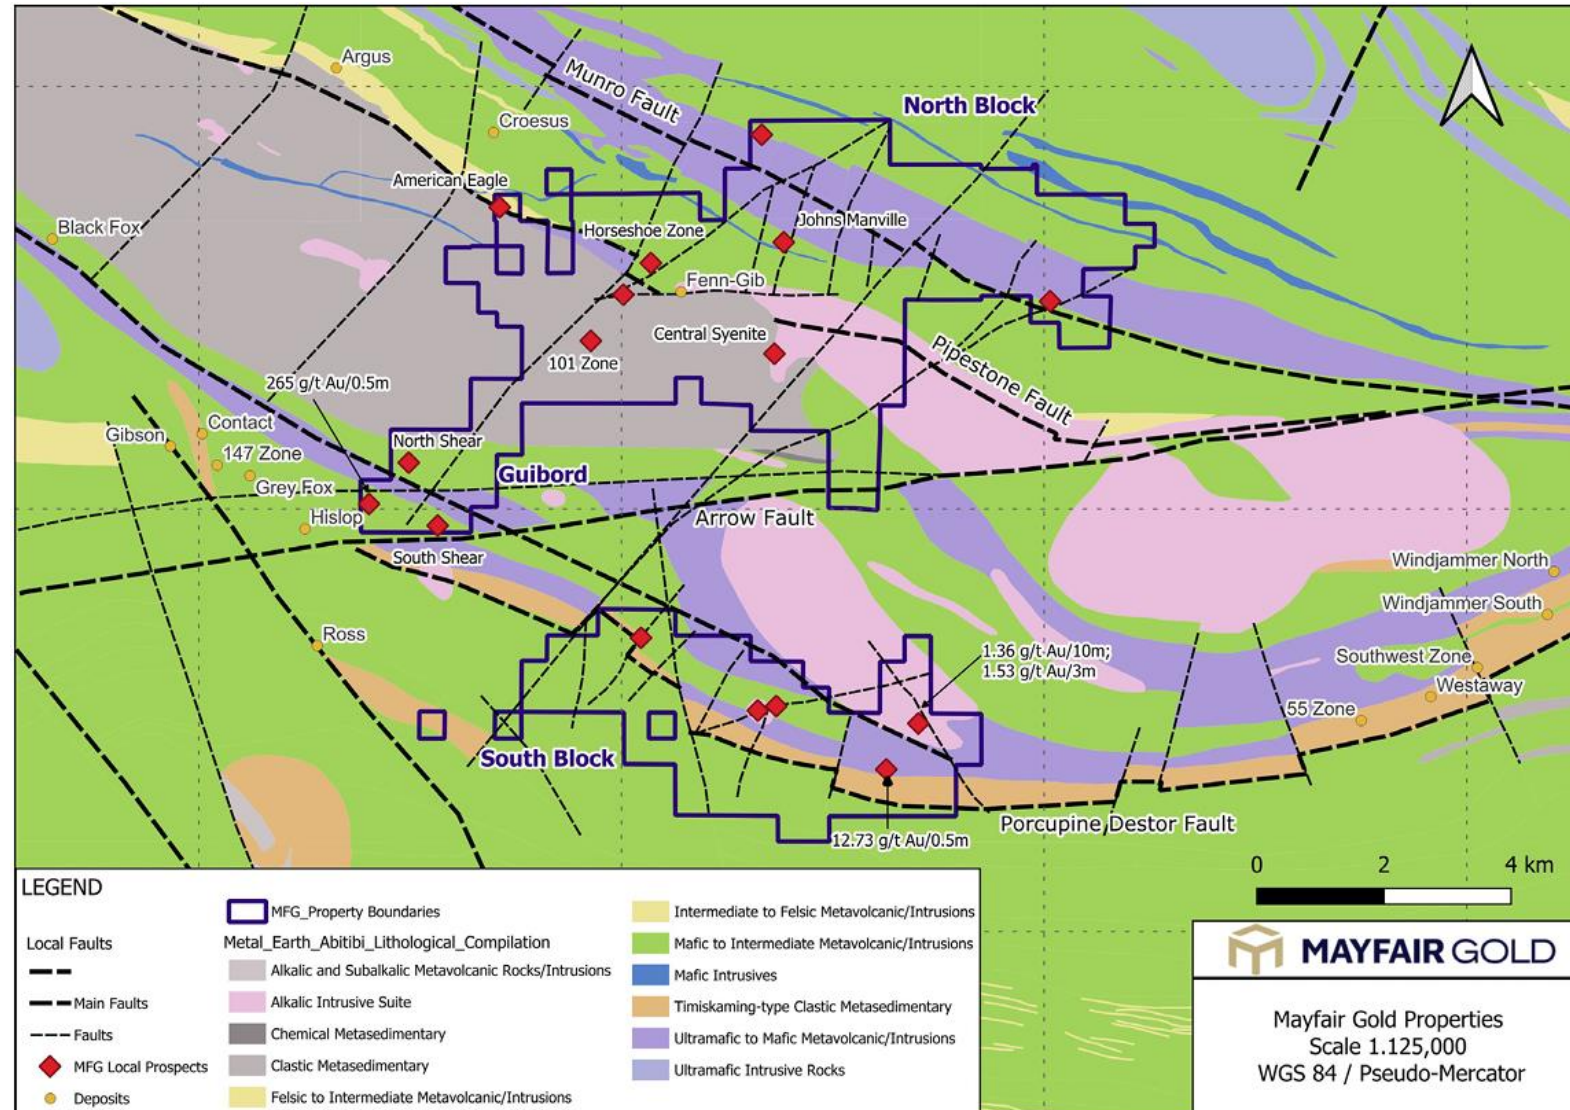 Argus
Munro Fault
North Block
Croesus
American Eagle
Black Fox
Horseshoe Zone
Johns Manville
Fenn-Gib
Central Syenite
101 Zone
Pipestone Fault
265 g/t Au/0.5m
Contact
Gibson
147 Zone
North Shear
Grey Fox
Guibord
Hislop
Arrow Fault
South Shear
Windjammer North
Windjammer South
Ross
1.36 g/t Au/10m;
1.53 g/t Au/3m
Southwest Zone
Westaway
55 Zone
South Block
Porcupine Destor Fault
12.73 g/t Au/0.5m
0 2 4 km
LEGEND
Local Faults
Main Faults
Faults
MFG Local Prospects
Deposits
MFG_Property Boundaries
Metal_Earth_Abitibi_Lithological_Compilation
Alkalic and Subalkalic Metavolcanic Rocks/Intrusions
Alkalic Intrusive Suite
Chemical Metasedimentary
Clastic Metasedimentary
Felsic to Intermediate Metavolcanic/Intrusions
Intermediate to Felsic Metavolcanic/Intrusions
Mafic to Intermediate Metavolcanic/Intrusions
Mafic Intrusives
Timiskaming-type Clastic Metasedimentary
Ultramafic to Mafic Metavolcanic/Intrusions
Ultramafic Intrusive Rocks
MAYFAIR GOLD
Mayfair Gold Properties
Scale 1.125,000
WGS 84 / Pseudo-Mercator